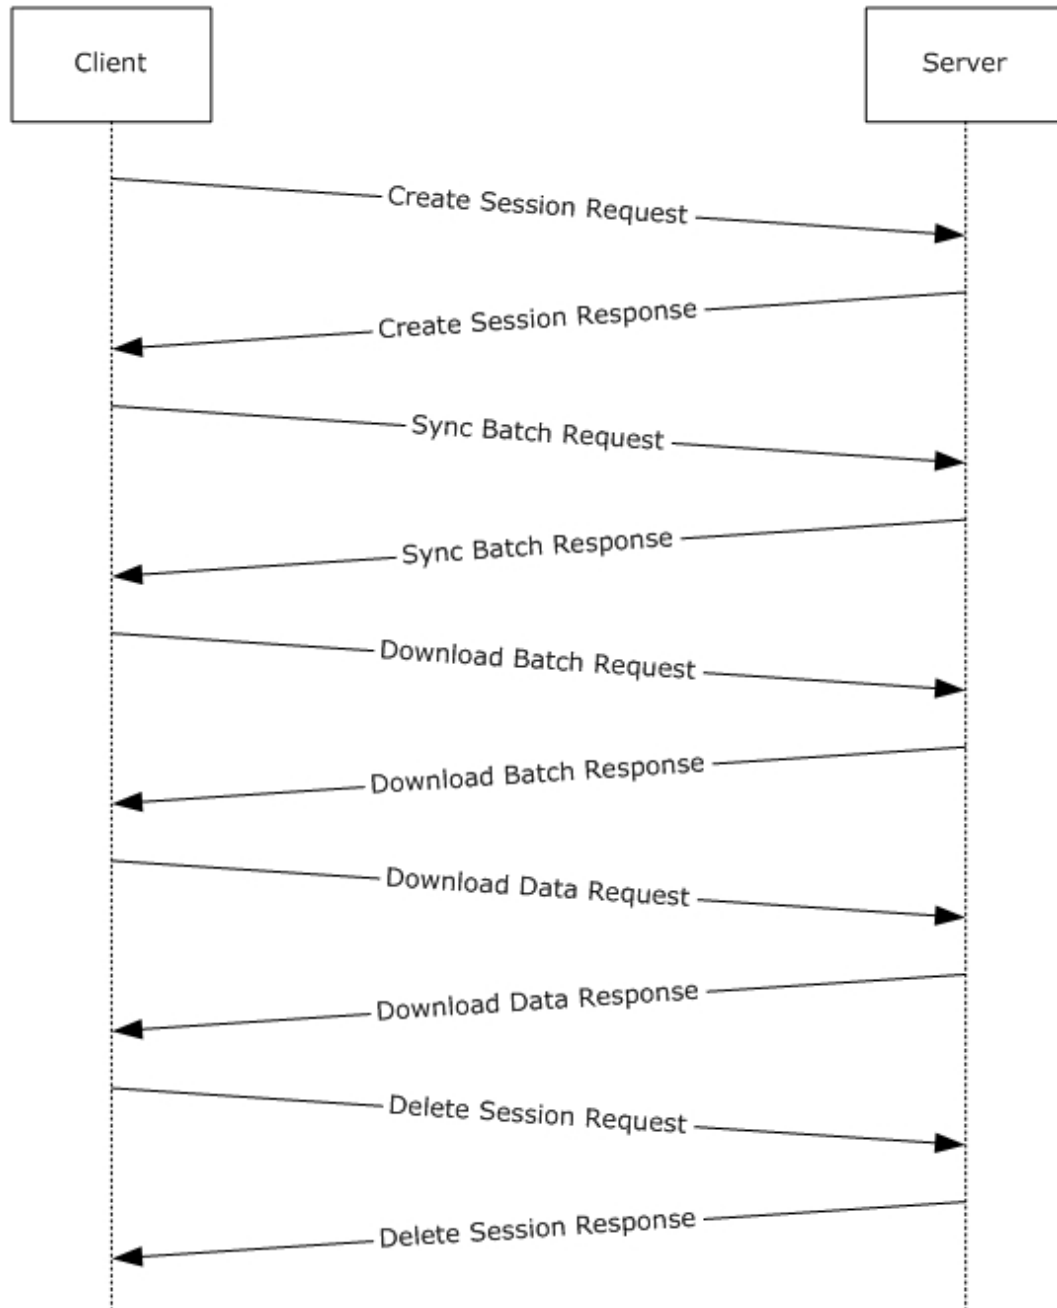 Client
Server
Create Session Request
Create Session Response
Sync Batch Request
Sync Batch Response
Download Batch Request
Download Batch Response
Download Data Request
Download Data Response
Delete Session Request
Delete Session Response